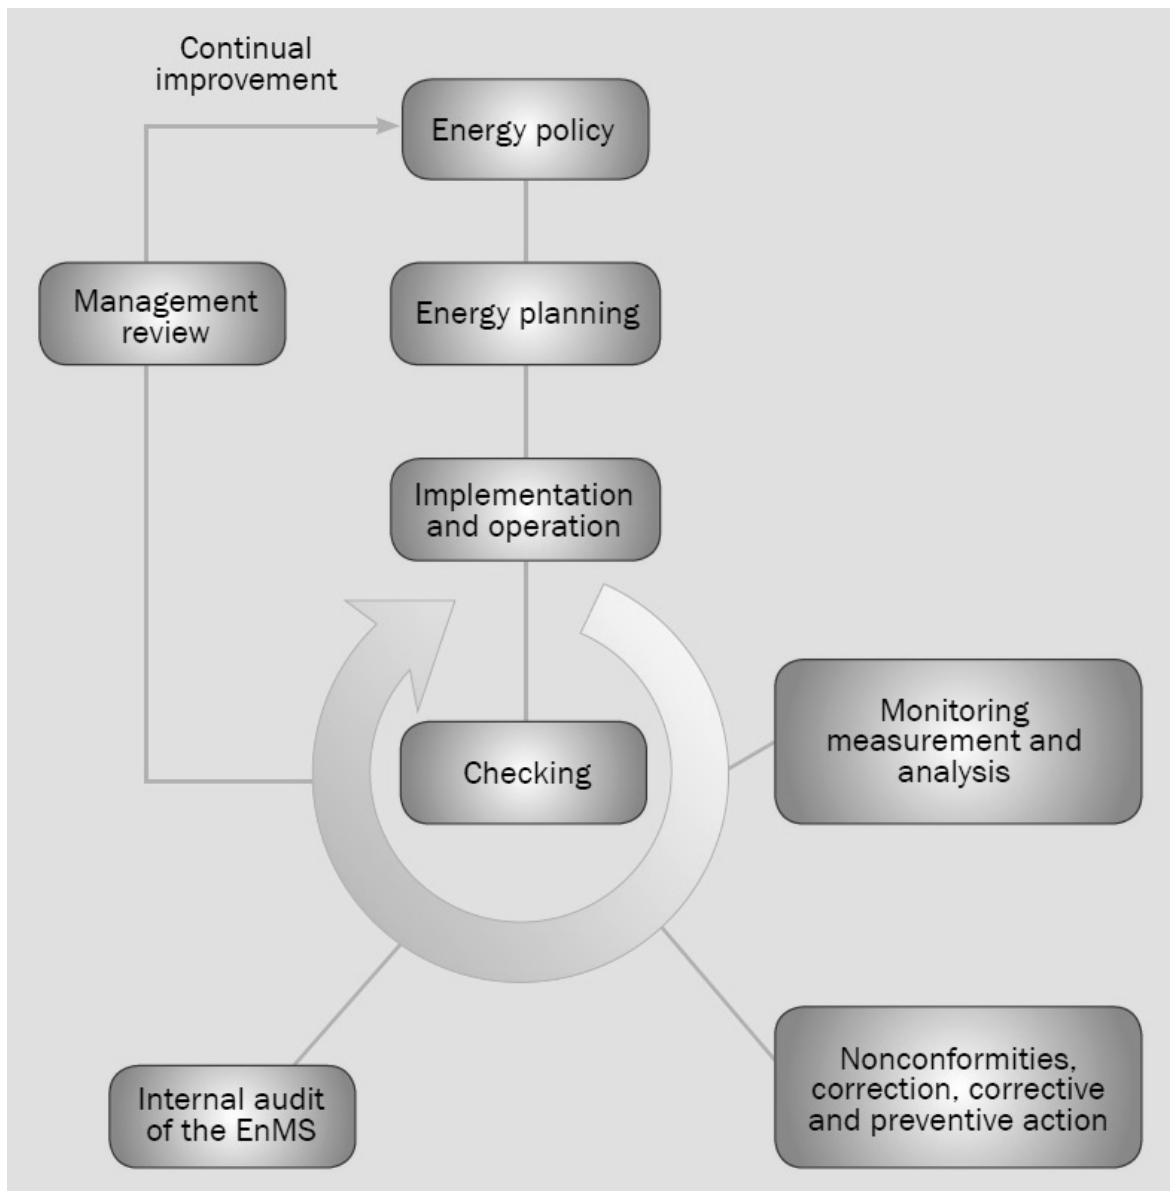 Continual
improvement
Energy policy
Management
review
Energy planning
Implementation
and operation
Monitoring
measurement and
analysis
Checking
Nonconformities,
correction, corrective
and preventive action
Internal audit
of the EnMS